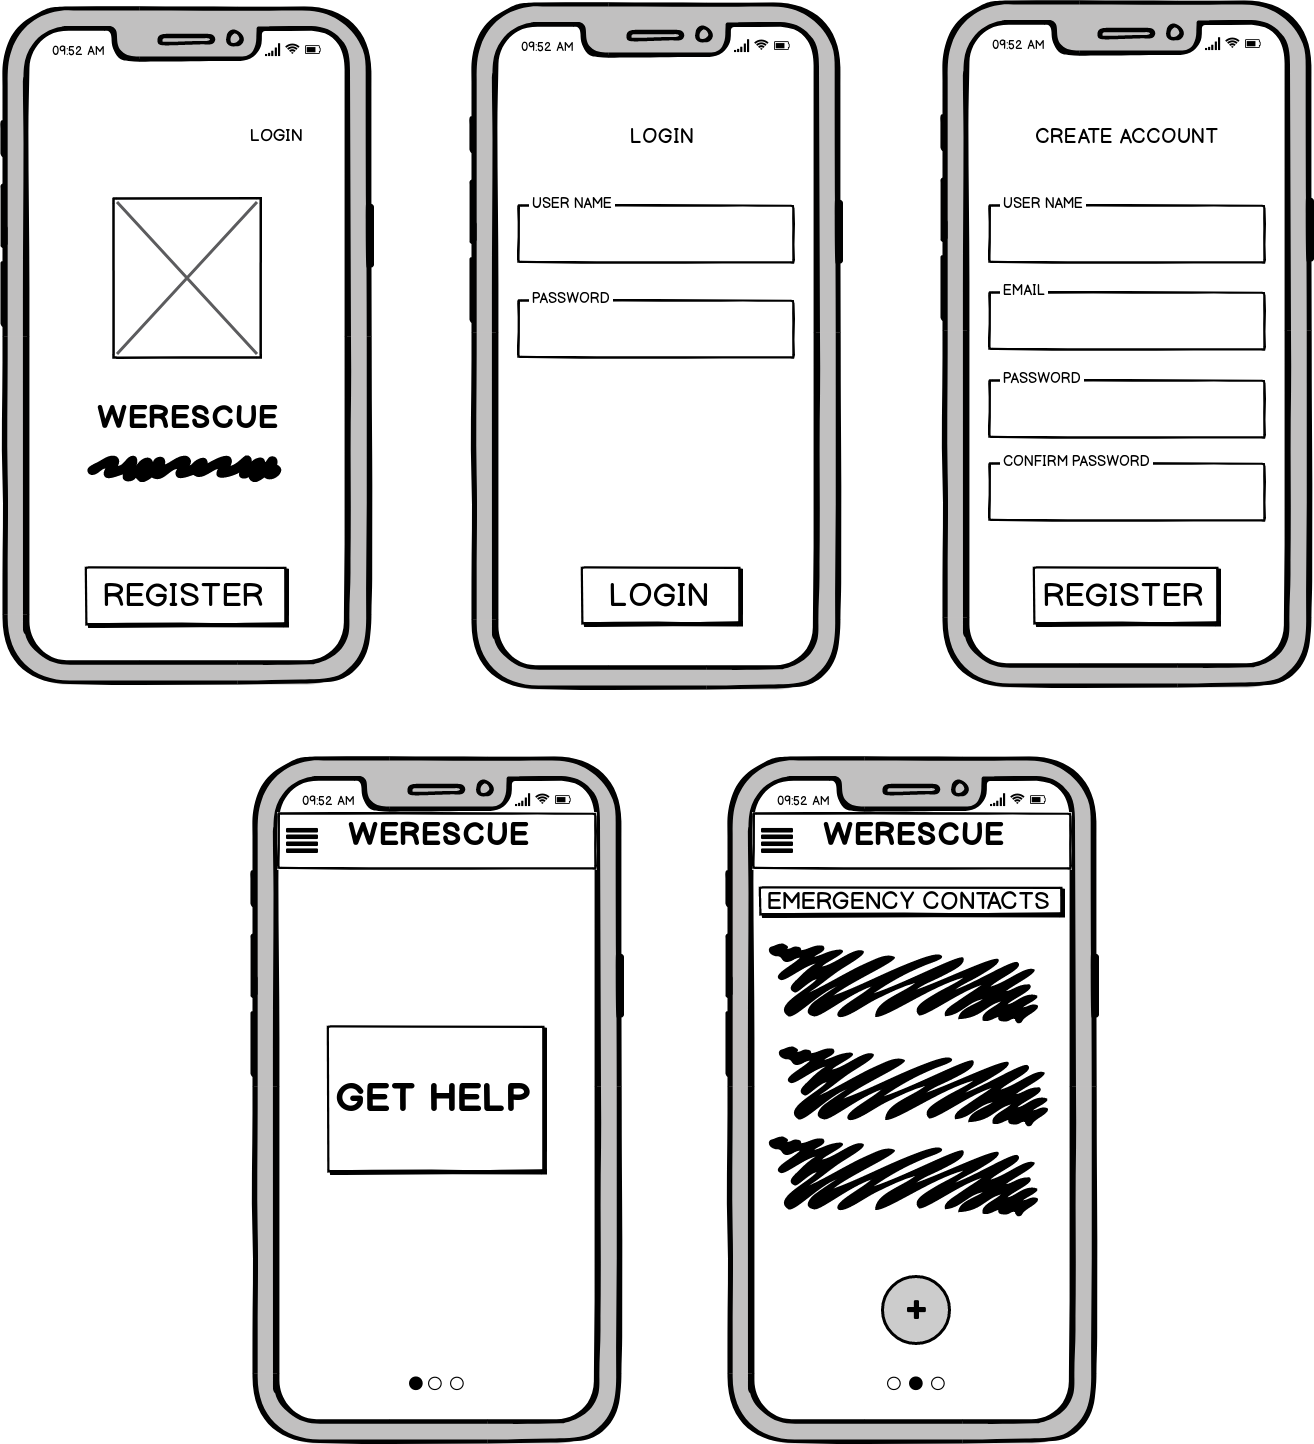 09:52 AM
LOGIN
WERESCUE
REGISTER
09:52 AM
LOGIN
USER NAME
PASSWORD
LOGIN
09:52 AM
CREATE ACCOUNT
USER NAME
EMAIL
PASSWORD
CONFIRM PASSWORD
REGISTER
09:52 AM
WERESCUE
GET HELP
09:52 AM
WERESCUE
EMERGENCY CONTACTS
+